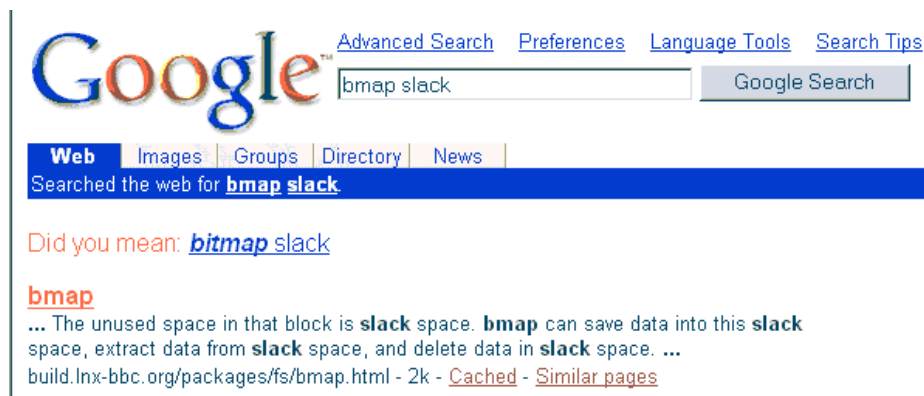 Google™
Advanced Search Preferences Language Tools Search Tips
bmap slack Google Search
Web Images Groups Directory News
Searched the web for bmap slack.
Did you mean: bitmap slack
bmap
... The unused space in that block is slack space. bmap can save data into this slack
space, extract data from slack space, and delete data in slack space. ...
build.lnx-bbc.org/packages/fs/bmap.html - 2k - Cached - Similar pages